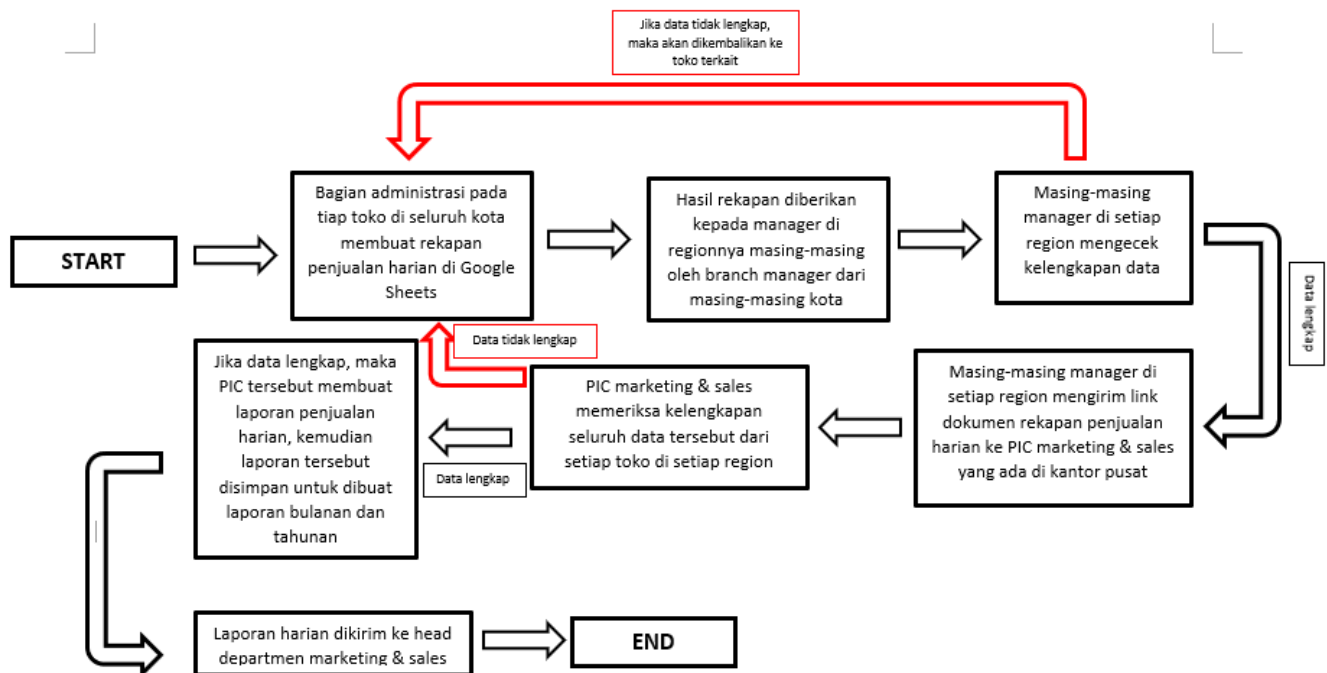 Jika data tidak lengkap,
maka akan dikembalikan ke
toko terkait
START
Bagian administrasi pada
tiap toko di seluruh kota
membuat rekapan
penjualan harian di Google
Sheets
Hasil rekapan diberikan
kepada manager di
regionnya masing-masing
oleh branch manager dari
masing-masing kota
Masing-masing
manager di setiap
region mengecek
kelengkapan data
Data lengkap
Masing-masing manager di
setiap region mengirim link
dokumen rekapan penjualan
harian ke PIC marketing & sales
yang ada di kantor pusat
PIC marketing & sales
memeriksa kelengkapan
seluruh data tersebut dari
setiap toko di setiap region
Data tidak lengkap
Data lengkap
Jika data lengkap, maka
PIC tersebut membuat
laporan penjualan
harian, kemudian
laporan tersebut
disimpan untuk dibuat
laporan bulanan dan
tahunan
Laporan harian dikirim ke head
departmen marketing & sales
END